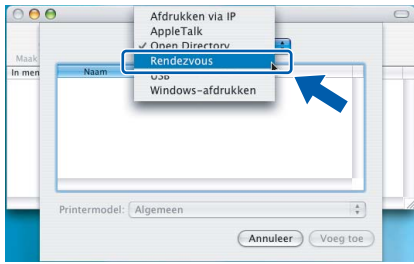 Afdrukken via IP
AppleTalk
✓ Open Directory
Rendezvous
USB
Windows-afdrukken
Maak
In men
Naam
Printermodel: Algemeen
Annuleer Voeg toe